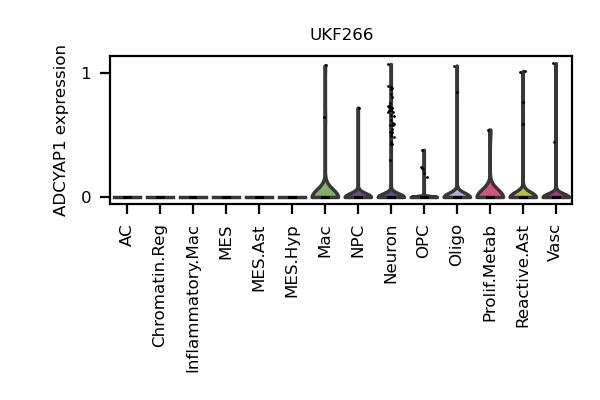 UKF266
ADCYAP1 expression
1
0
AC
Chromatin.Reg
Inflammatory.Mac
MES
MES.Ast
MES.Hyp
Mac
NPC
Neuron
OPC
Oligo
Prolif.Metab
Reactive.Ast
Vasc